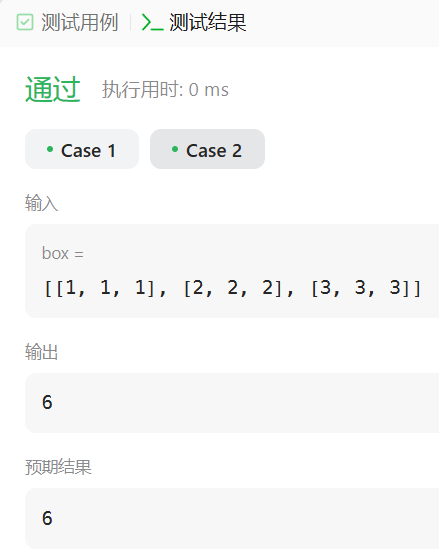 测试用例 测试结果
通过 执行用时: 0 ms
Case 1 Case 2
输入
box =
[[1, 1, 1], [2, 2, 2], [3, 3, 3]]
输出
6
预期结果
6